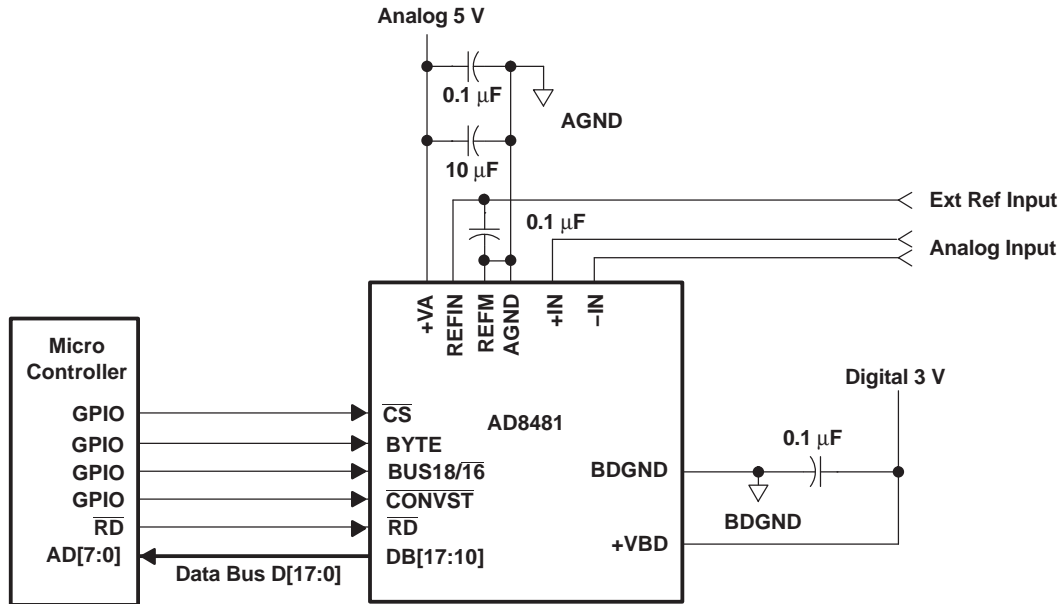 Analog 5 V
0.1 μF
AGND
10 μF
Ext Ref Input
0.1 μF
Analog Input
+VA
REFIN
REFM
AGND
+IN
–IN
Micro
Controller
Digital 3 V
GPIO
CS
AD8481
0.1 μF
GPIO
BYTE
GPIO
BUS18/16
BDGND
GPIO
CONVST
RD
RD
BDGND
AD[7:0]
DB[17:10]
+VBD
Data Bus D[17:0]